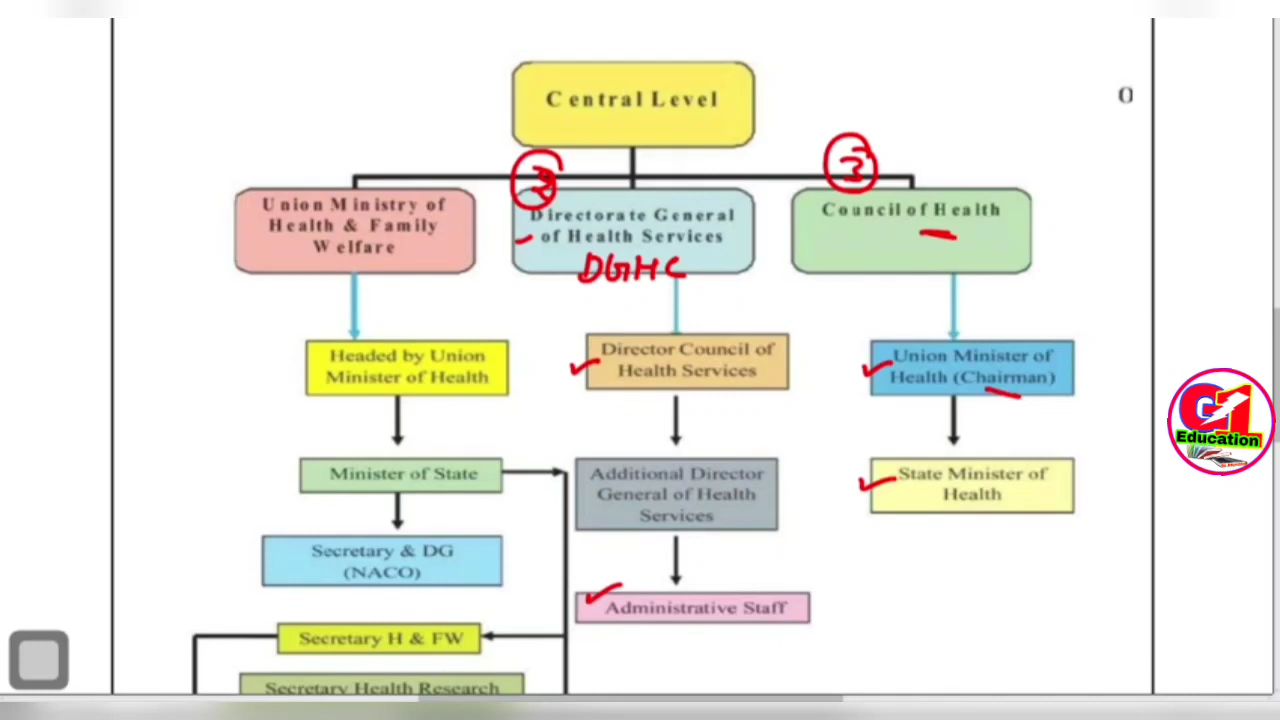 Central Level
O
3
3
Union Ministry of
Health & Family
Welfare
Directorate General
of Health Services
DGHC
Council of Health
Headed by Union
Minister of Health
Director Council of
Health Services
Union Minister of
Health (Chairman)
Minister of State
Additional Director
General of Health
Services
State Minister of
Health
Secretary & DG
(NACO)
Administrative Staff
Secretary H & FW
Secretary Health Research
G1
Education